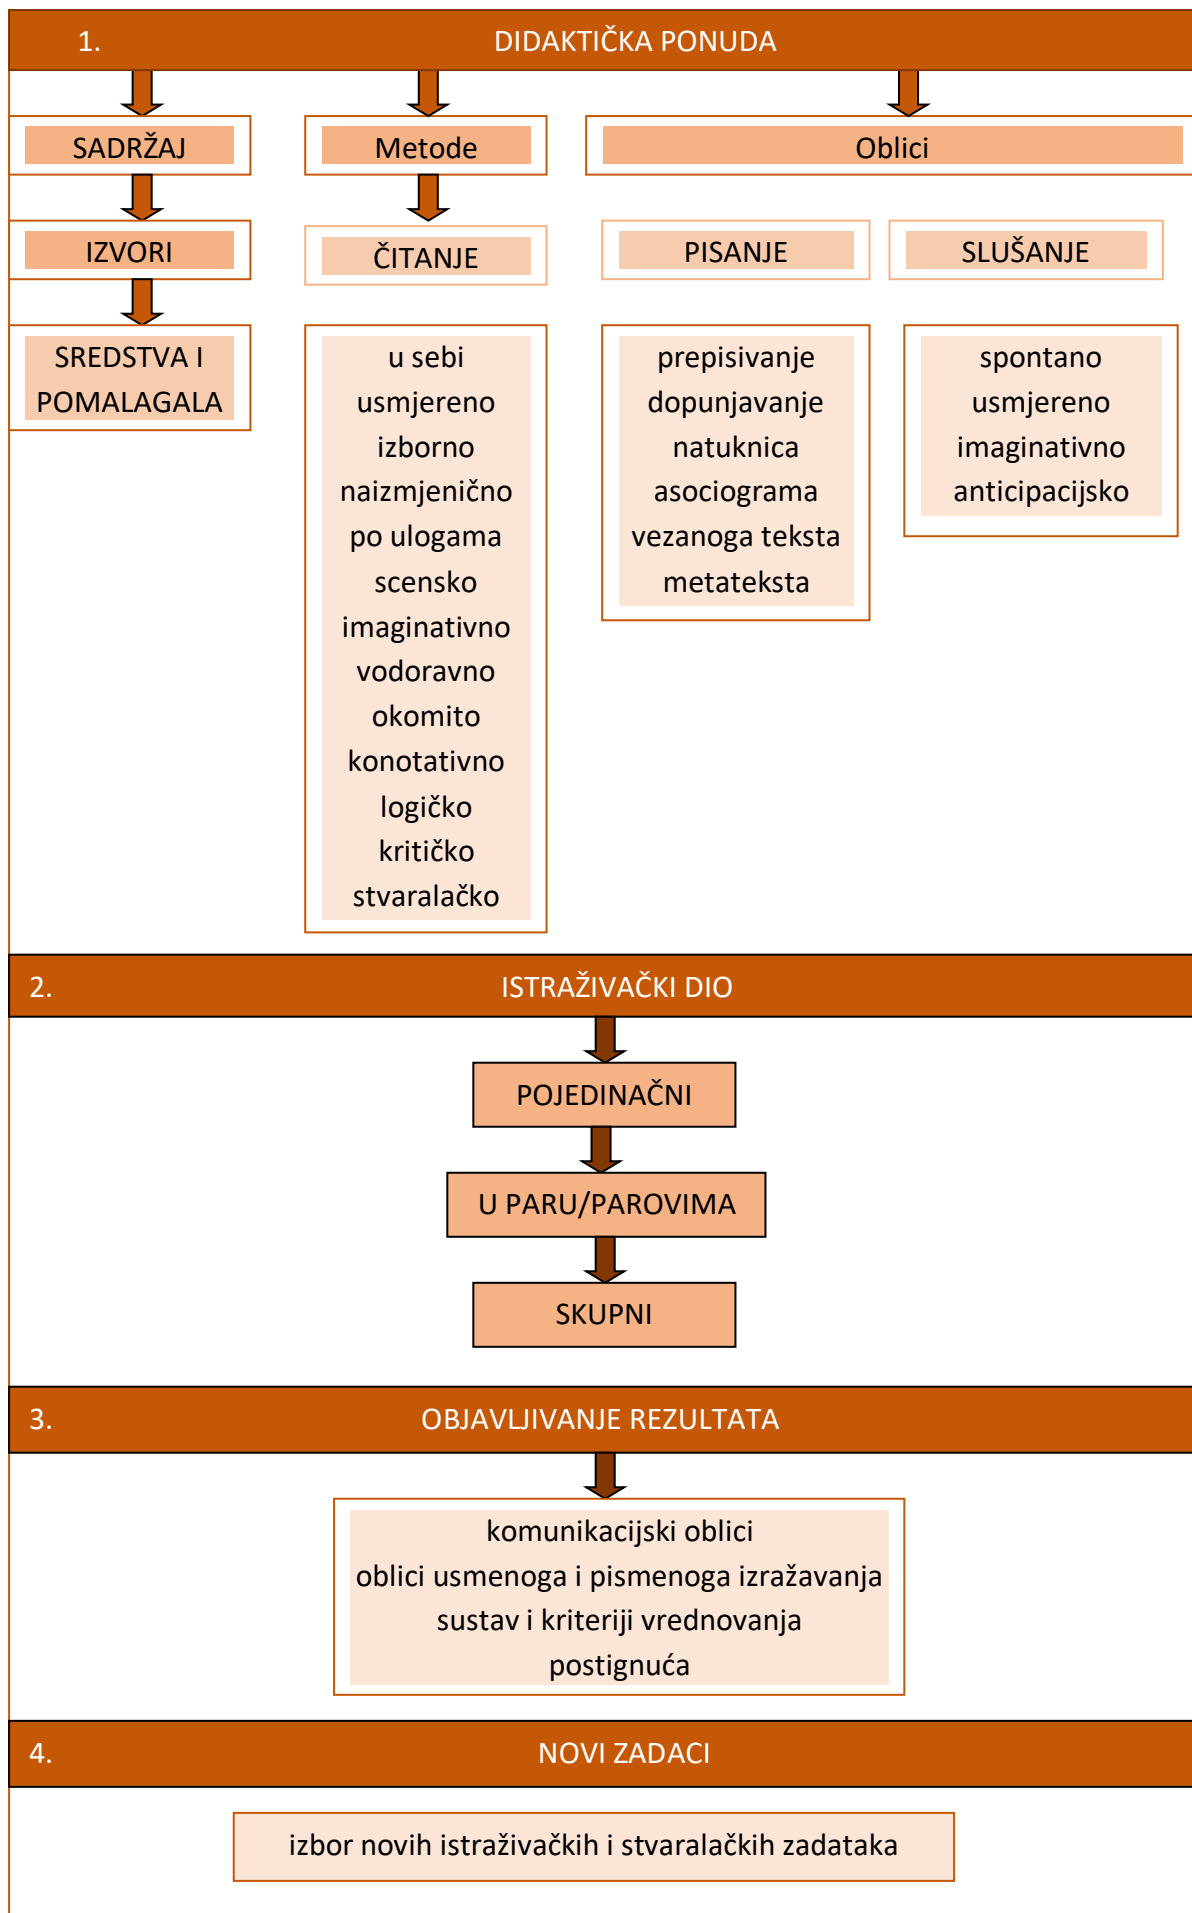 1. DIDAKTIČKA PONUDA
SADRŽAJ
Metode
Oblici
IZVORI
ČITANJE
PISANJE
SLUŠANJE
SREDSTVA I
POMALAGALA
u sebi
usmjereno
izborno
naizmjenično
po ulogama
scensko
imaginativno
vodoravno
okomito
konotativno
logičko
kritičko
stvaralačko
prepisivanje
dopunjavanje
natuknica
asociograma
vezanoga teksta
metateksta
spontano
usmjereno
imaginativno
anticipacijsko
2. ISTRAŽIVAČKI DIO
POJEDINAČNI
U PARU/PAROVIMA
SKUPNI
3. OBJAVLJIVANJE REZULTATA
komunikacijski oblici
oblici usmenoga i pismenoga izražavanja
sustav i kriteriji vrednovanja
postignuća
4. NOVI ZADACI
izbor novih istraživačkih i stvaralačkih zadataka